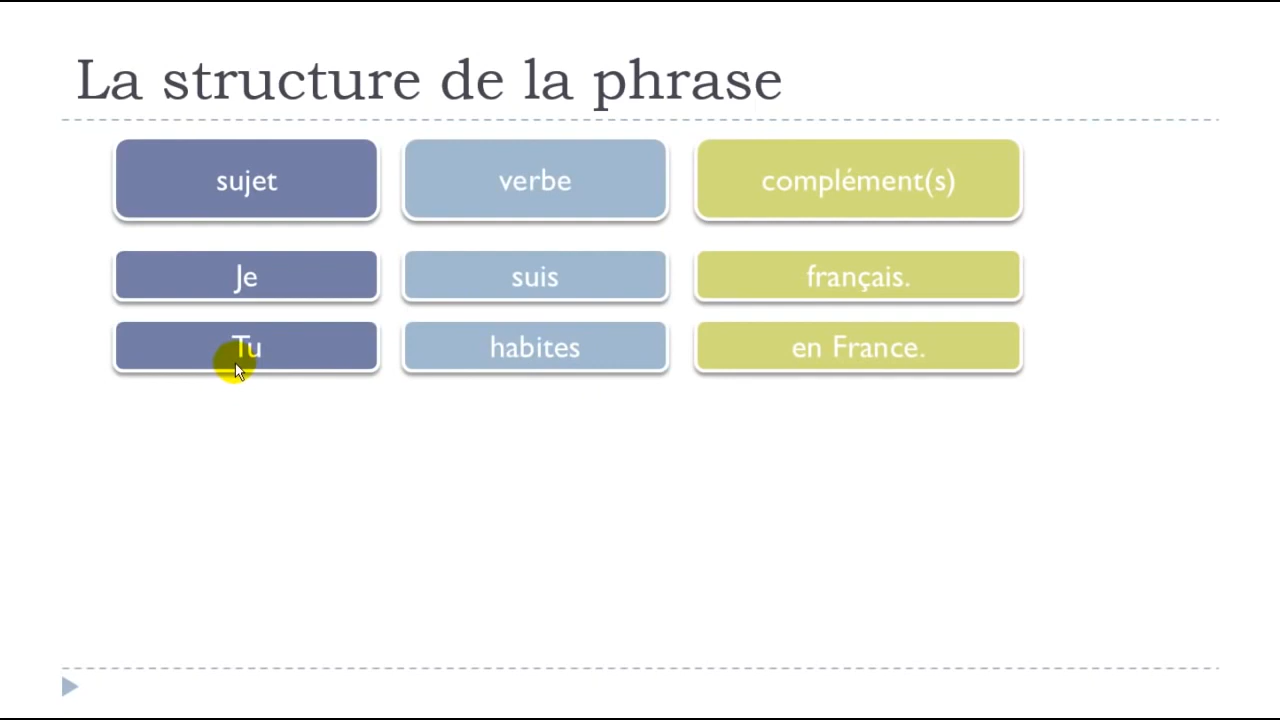 La structure de la phrase
sujet verbe complément(s)
Je suis français.
Tu habites en France.